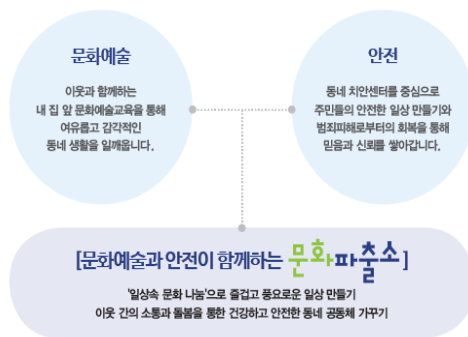 문화예술
이웃과 함께하는
내 집 앞 문화예술교육을 통해
여유롭고 감각적인
동네 생활을 일깨웁니다.
안전
동네 치안센터를 중심으로
주민들의 안전한 일상 만들기와
범죄피해로부터의 회복을 통해
믿음과 신뢰를 쌓아갑니다.
[문화예술과 안전이 함께하는 문화파출소]
'일상속 문화 나눔'으로 즐겁고 풍요로운 일상 만들기
이웃 간의 소통과 돌봄을 통한 건강하고 안전한 동네 공동체 가꾸기